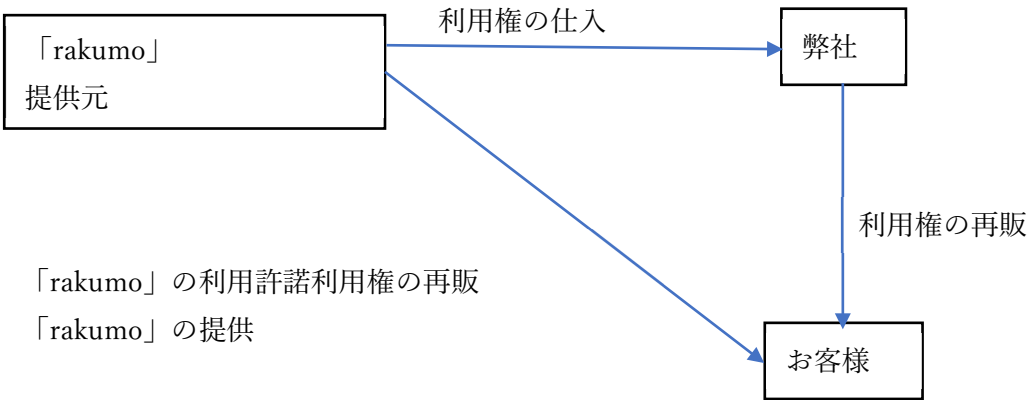 利用権の仕入
「rakumo」
提供元
弊社
利用権の再販
「rakumo」の利用許諾利用権の再販
「rakumo」の提供
お客様